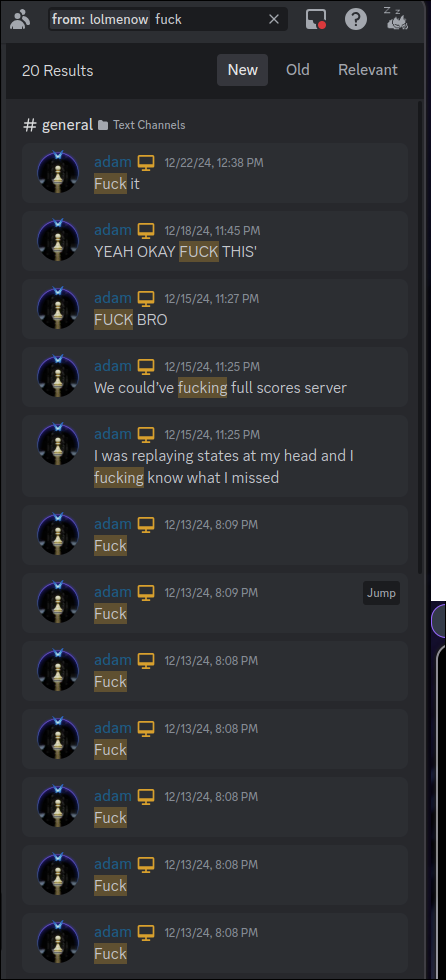 from: lolmenow fuck
20 Results
New Old Relevant
# general Text Channels
adam 12/22/24, 12:38 PM
Fuck it
adam 12/18/24, 11:45 PM
YEAH OKAY FUCK THIS'
adam 12/15/24, 11:27 PM
FUCK BRO
adam 12/15/24, 11:25 PM
We could've fucking full scores server
adam 12/15/24, 11:25 PM
I was replaying states at my head and I
fucking know what I missed
adam 12/13/24, 8:09 PM
Fuck
adam 12/13/24, 8:09 PM
Jump
Fuck
adam 12/13/24, 8:08 PM
Fuck
adam 12/13/24, 8:08 PM
Fuck
adam 12/13/24, 8:08 PM
Fuck
adam 12/13/24, 8:08 PM
Fuck
adam 12/13/24, 8:08 PM
Fuck